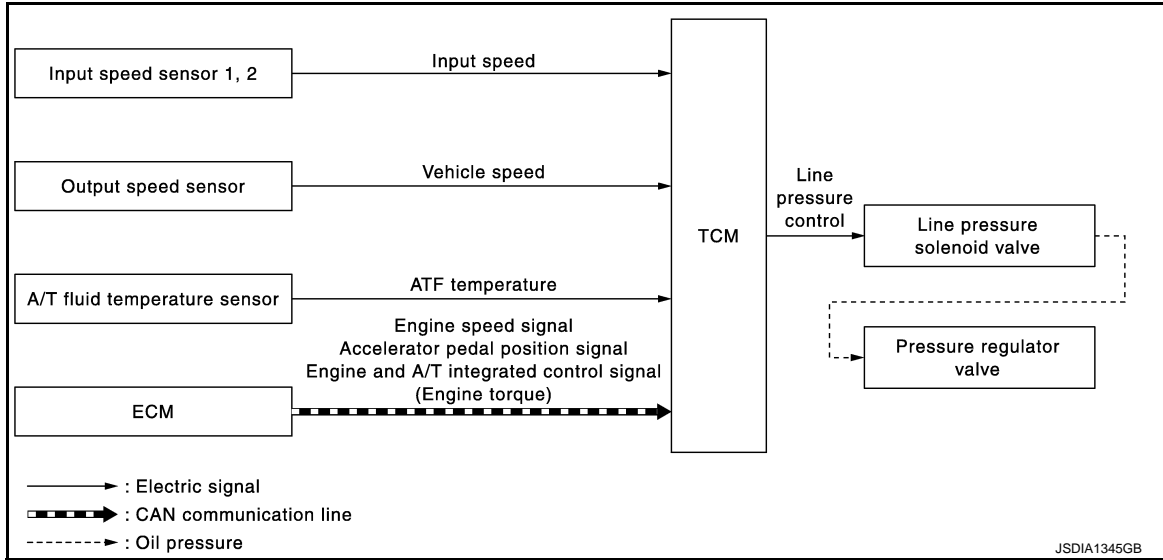 Input speed sensor 1, 2
Input speed
Output speed sensor
Vehicle speed
A/T fluid temperature sensor
ATF temperature
Engine speed signal
Accelerator pedal position signal
Engine and A/T integrated control signal
(Engine torque)
ECM
TCM
Line
pressure
control
Line pressure
solenoid valve
Pressure regulator
valve
: Electric signal
: CAN communication line
: Oil pressure
JSDIA1345GB